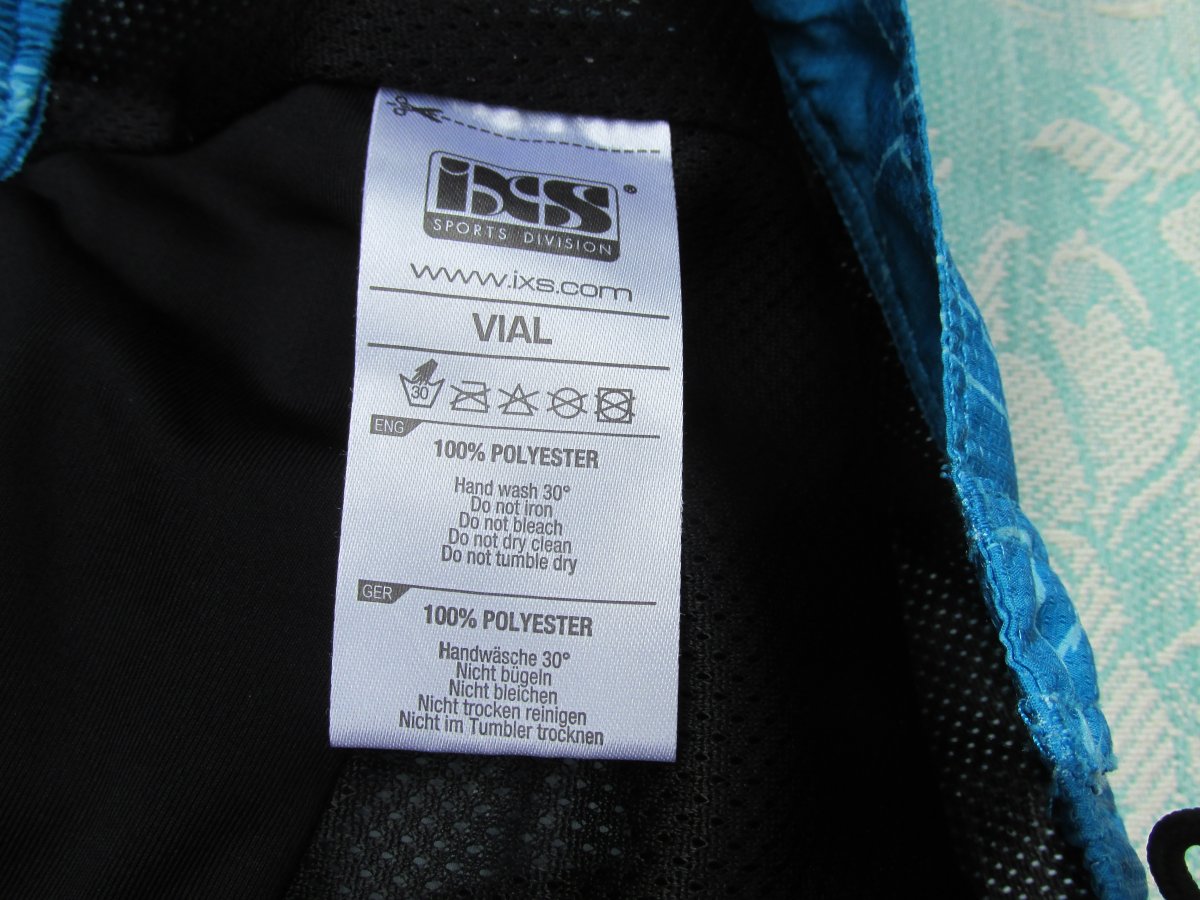 iXS
SPORTS DIVISION
www.ixs.com
VIAL
30
ENG
100% POLYESTER
Hand wash 30°
Do not iron
Do not bleach
Do not dry clean
Do not tumble dry
GER
100% POLYESTER
Handwäsche 30°
Nicht bügeln
Nicht bleichen
Nicht trocken reinigen
Nicht im Tumbler trocknen